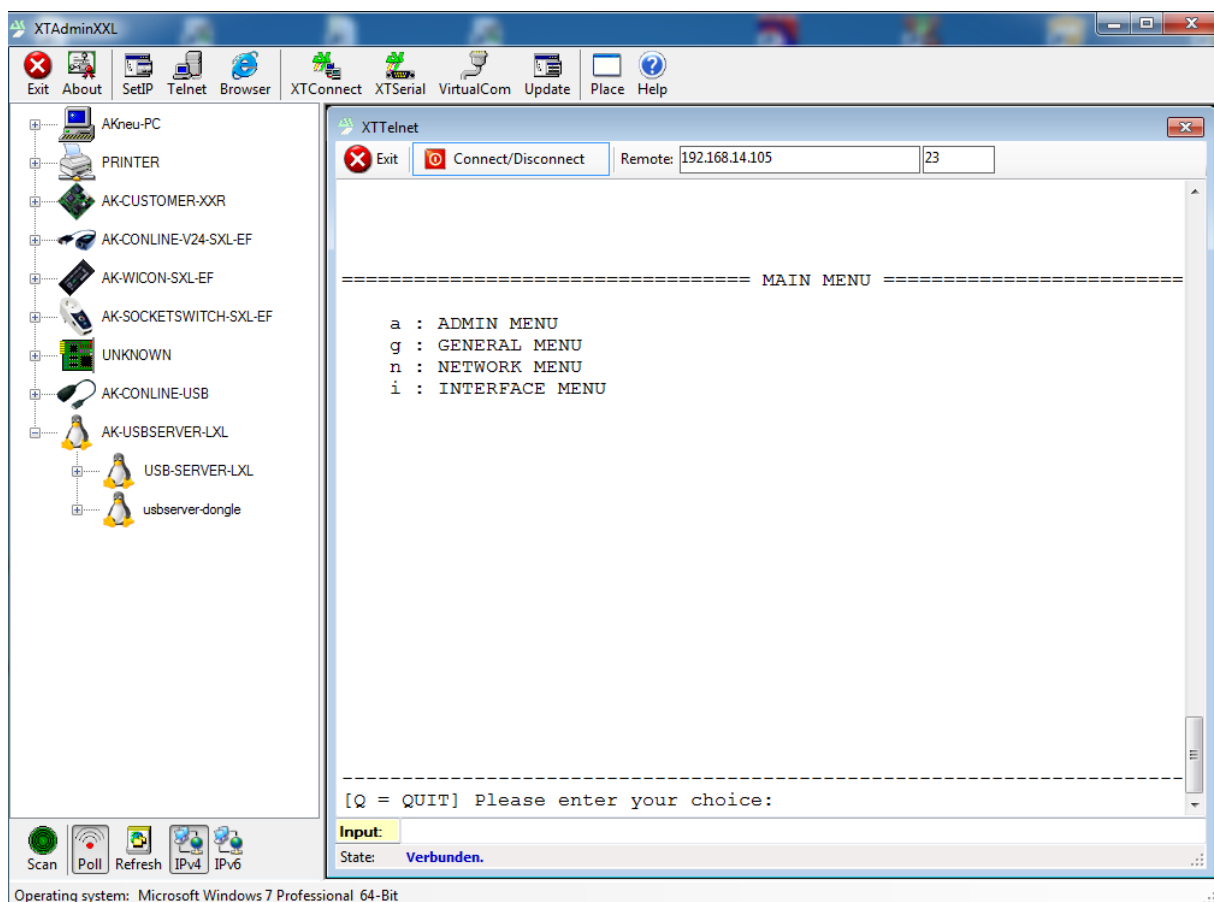 XTAdminXXL
Exit About SetIP Telnet Browser XTConnect XTSerial VirtualCom Update Place Help
AKneu-PC
PRINTER
AK-CUSTOMER-XXR
AK-CONLINE-V24-SXL-EF
AK-WICON-SXL-EF
AK-SOCKETSWITCH-SXL-EF
UNKNOWN
AK-CONLINE-USB
AK-USBSERVER-LXL
USB-SERVER-LXL
usbserver-dongle
Scan Poll Refresh IPv4 IPv6
XTTelnet
Exit Connect/Disconnect Remote: 192.168.14.105 23
================================== MAIN MENU =========================
a : ADMIN MENU
g : GENERAL MENU
n : NETWORK MENU
i : INTERFACE MENU
----------------------------------------------------------------------
[Q = QUIT] Please enter your choice:
Input:
State: Verbunden.
Operating system: Microsoft Windows 7 Professional 64-Bit